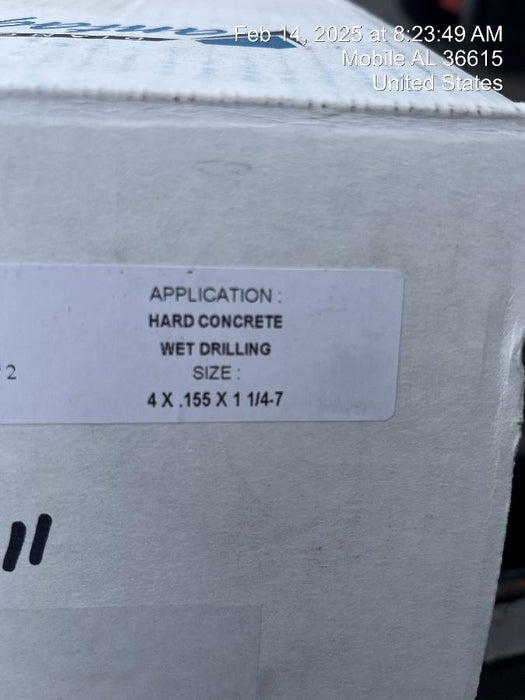 Feb 14, 2025 at 8:23:49 AM
Mobile AL 36615
United States
APPLICATION :
HARD CONCRETE
WET DRILLING
2
SIZE :
4 X .155 X 1 1/4-7
"